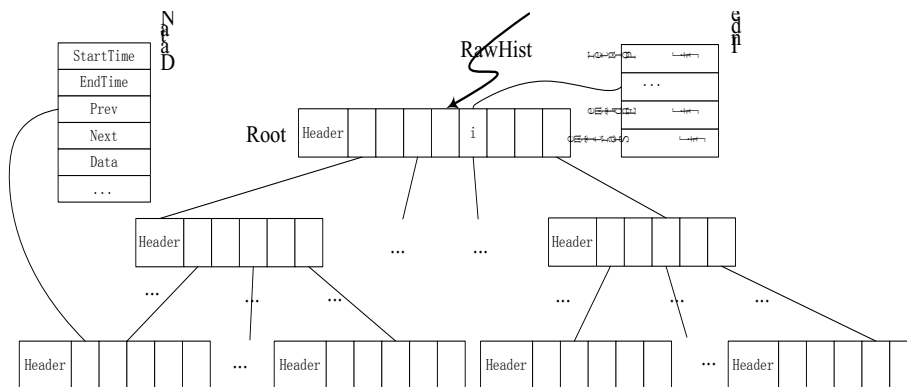 RawHist
StartTime
EndTime
Prev
Next
Data
...
Root
Header
i
...
Header
...
...
Header
...
...
...
...
...
...
Header
...
Header
Header
...
Header